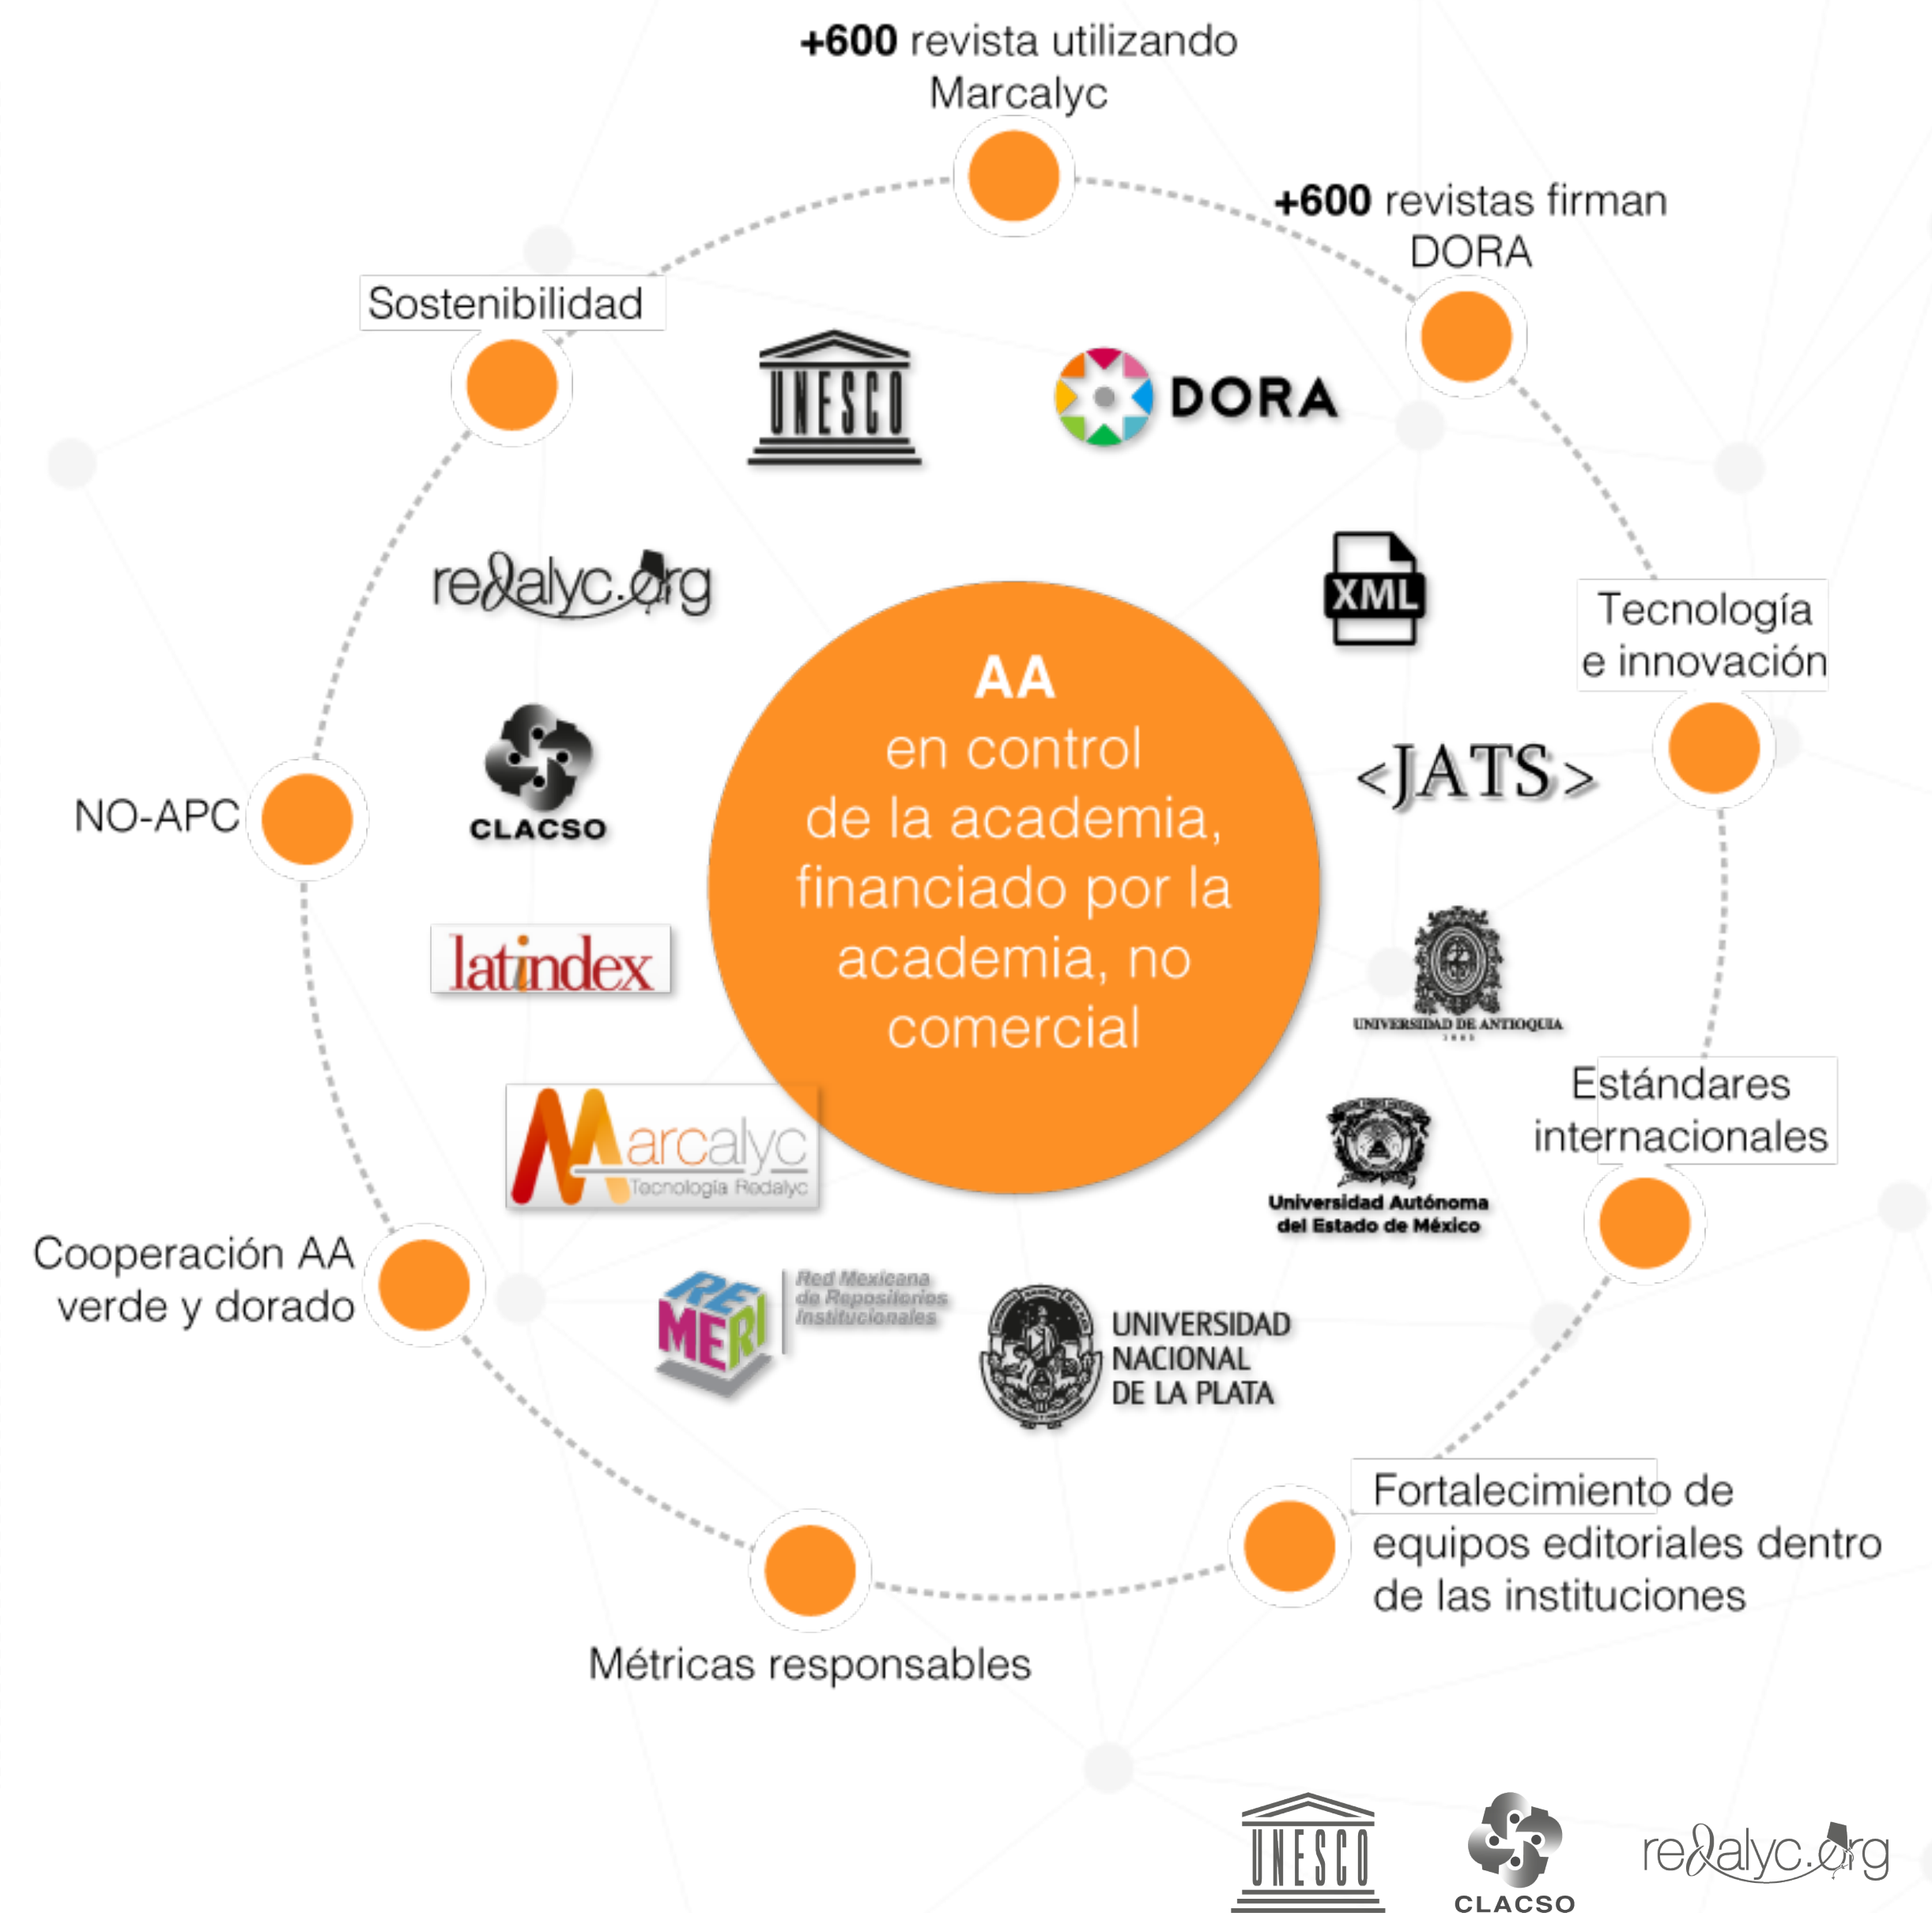 +600 revista utilizando
Marcalyc
+600 revistas firman
DORA
Sostenibilidad
UNESCO
DORA
redalyc.org
XML
Tecnología
e innovación
AA
en control
de la academia,
financiado por la
academia, no
comercial
CLACSO
<JATS>
NO-APC
latindex
UNIVERSIDAD DE ANTIOQUIA
1803
Estándares
internacionales
Marcalyc
Tecnología Redalyc
Universidad Autónoma
del Estado de México
Cooperación AA
verde y dorado
REMERI
Red Mexicana
de Repositorios
Institucionales
UNIVERSIDAD
NACIONAL
DE LA PLATA
Fortalecimiento de
equipos editoriales dentro
de las instituciones
Métricas responsables
UNESCO
CLACSO
redalyc.org